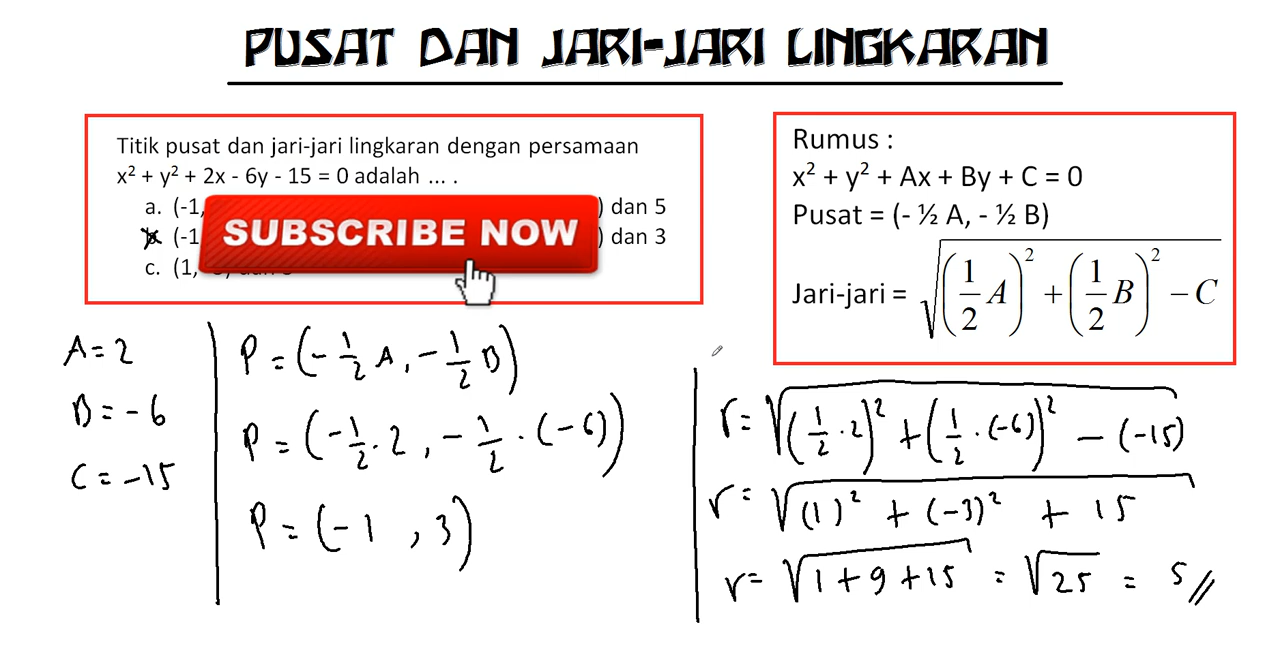 PUSAT DAN JARI-JARI LINGKARAN
Titik pusat dan jari-jari lingkaran dengan persamaan
x² + y² + 2x - 6y - 15 = 0 adalah ... .
a. (-1, ) dan 5
b. (-1 ) dan 3
c. (1,
SUBSCRIBE NOW
Rumus :
x² + y² + Ax + By + C = 0
Pusat = (- ½ A, - ½ B)
Jari-jari = √((1/2 A)² + (1/2 B)² - C)
A = 2
B = -6
C = -15
P = (-1/2 A, -1/2 B)
P = (-1/2 · 2, -1/2 · (-6))
P = (-1, 3)
r = √((1/2 · 2)² + (1/2 · (-6))² - (-15))
r = √((1)² + (-3)² + 15)
r = √(1 + 9 + 15) = √25 = 5 //